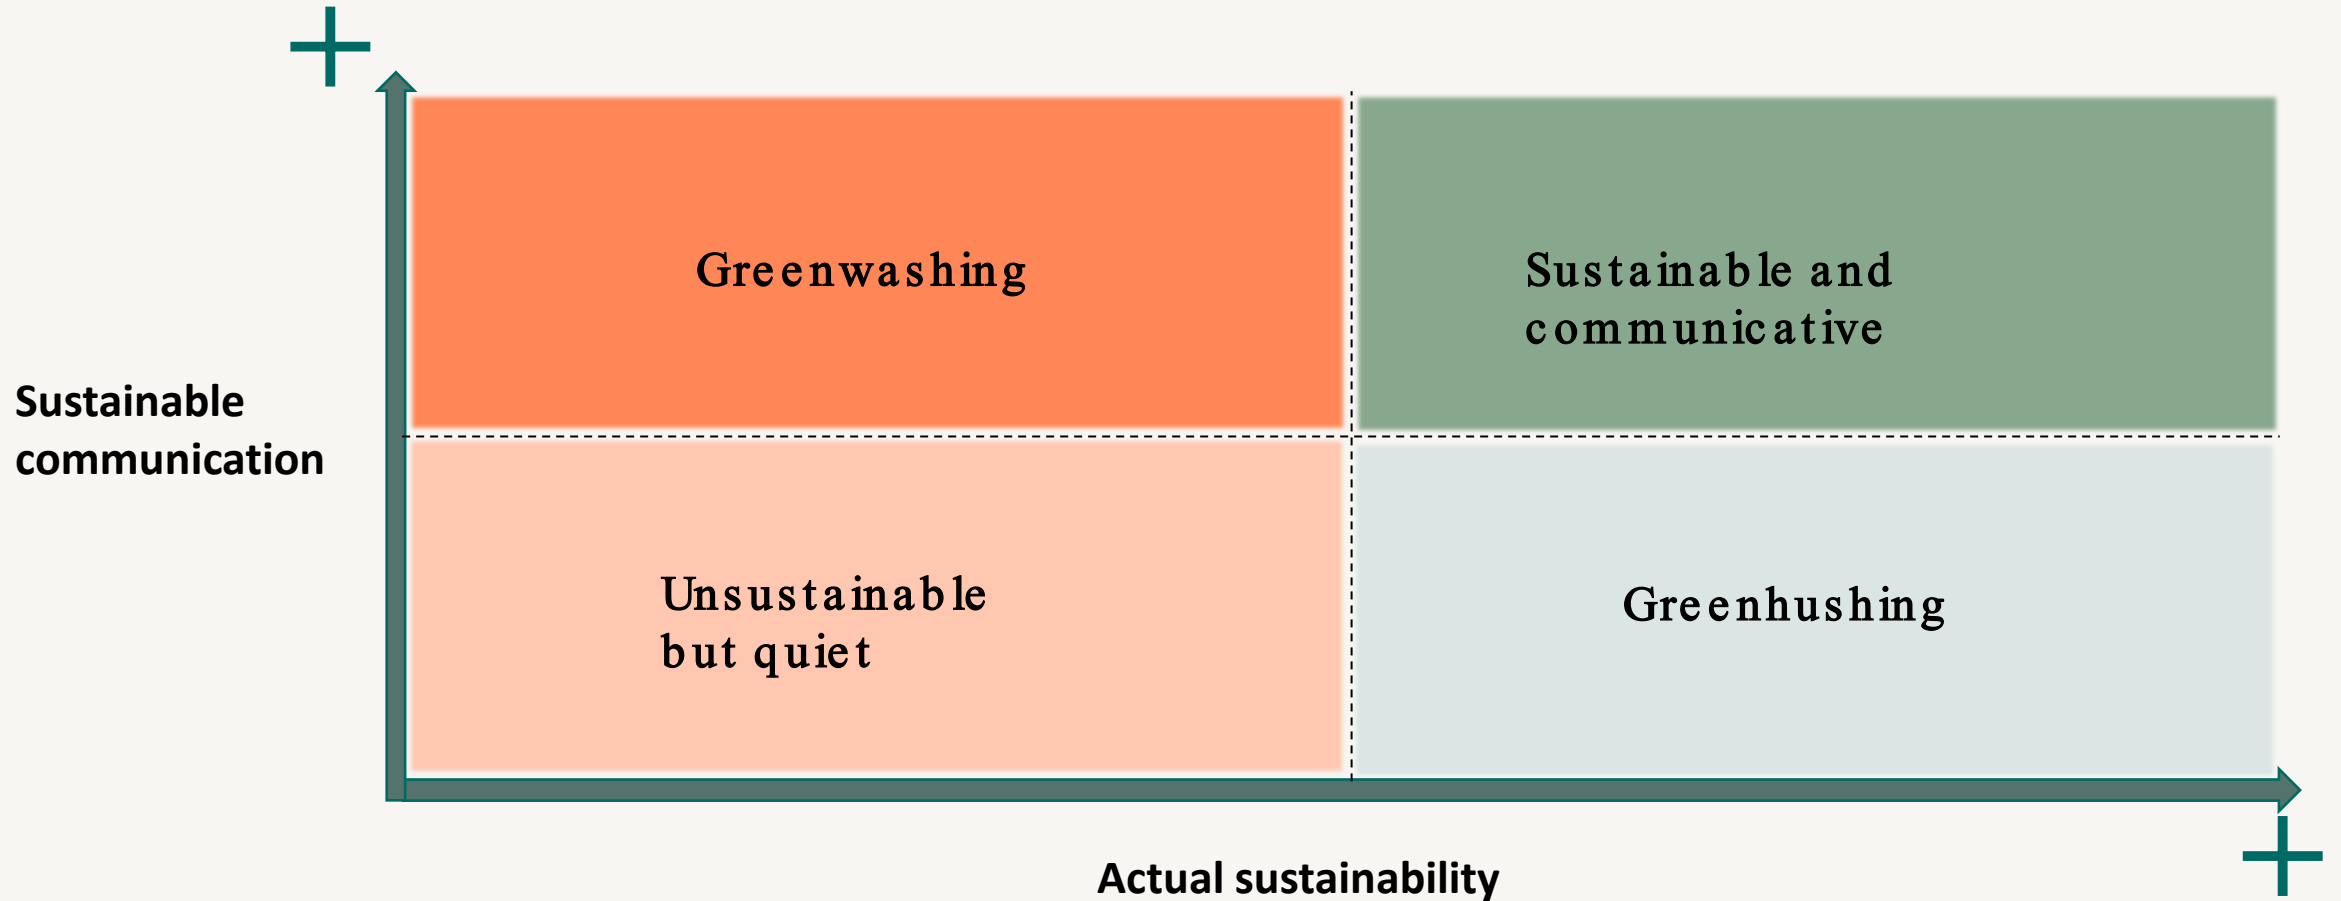 Greenwashing
Sustainable and
communicative
Sustainable
communication
Unsustainable
but quiet
Greenhushing
Actual sustainability